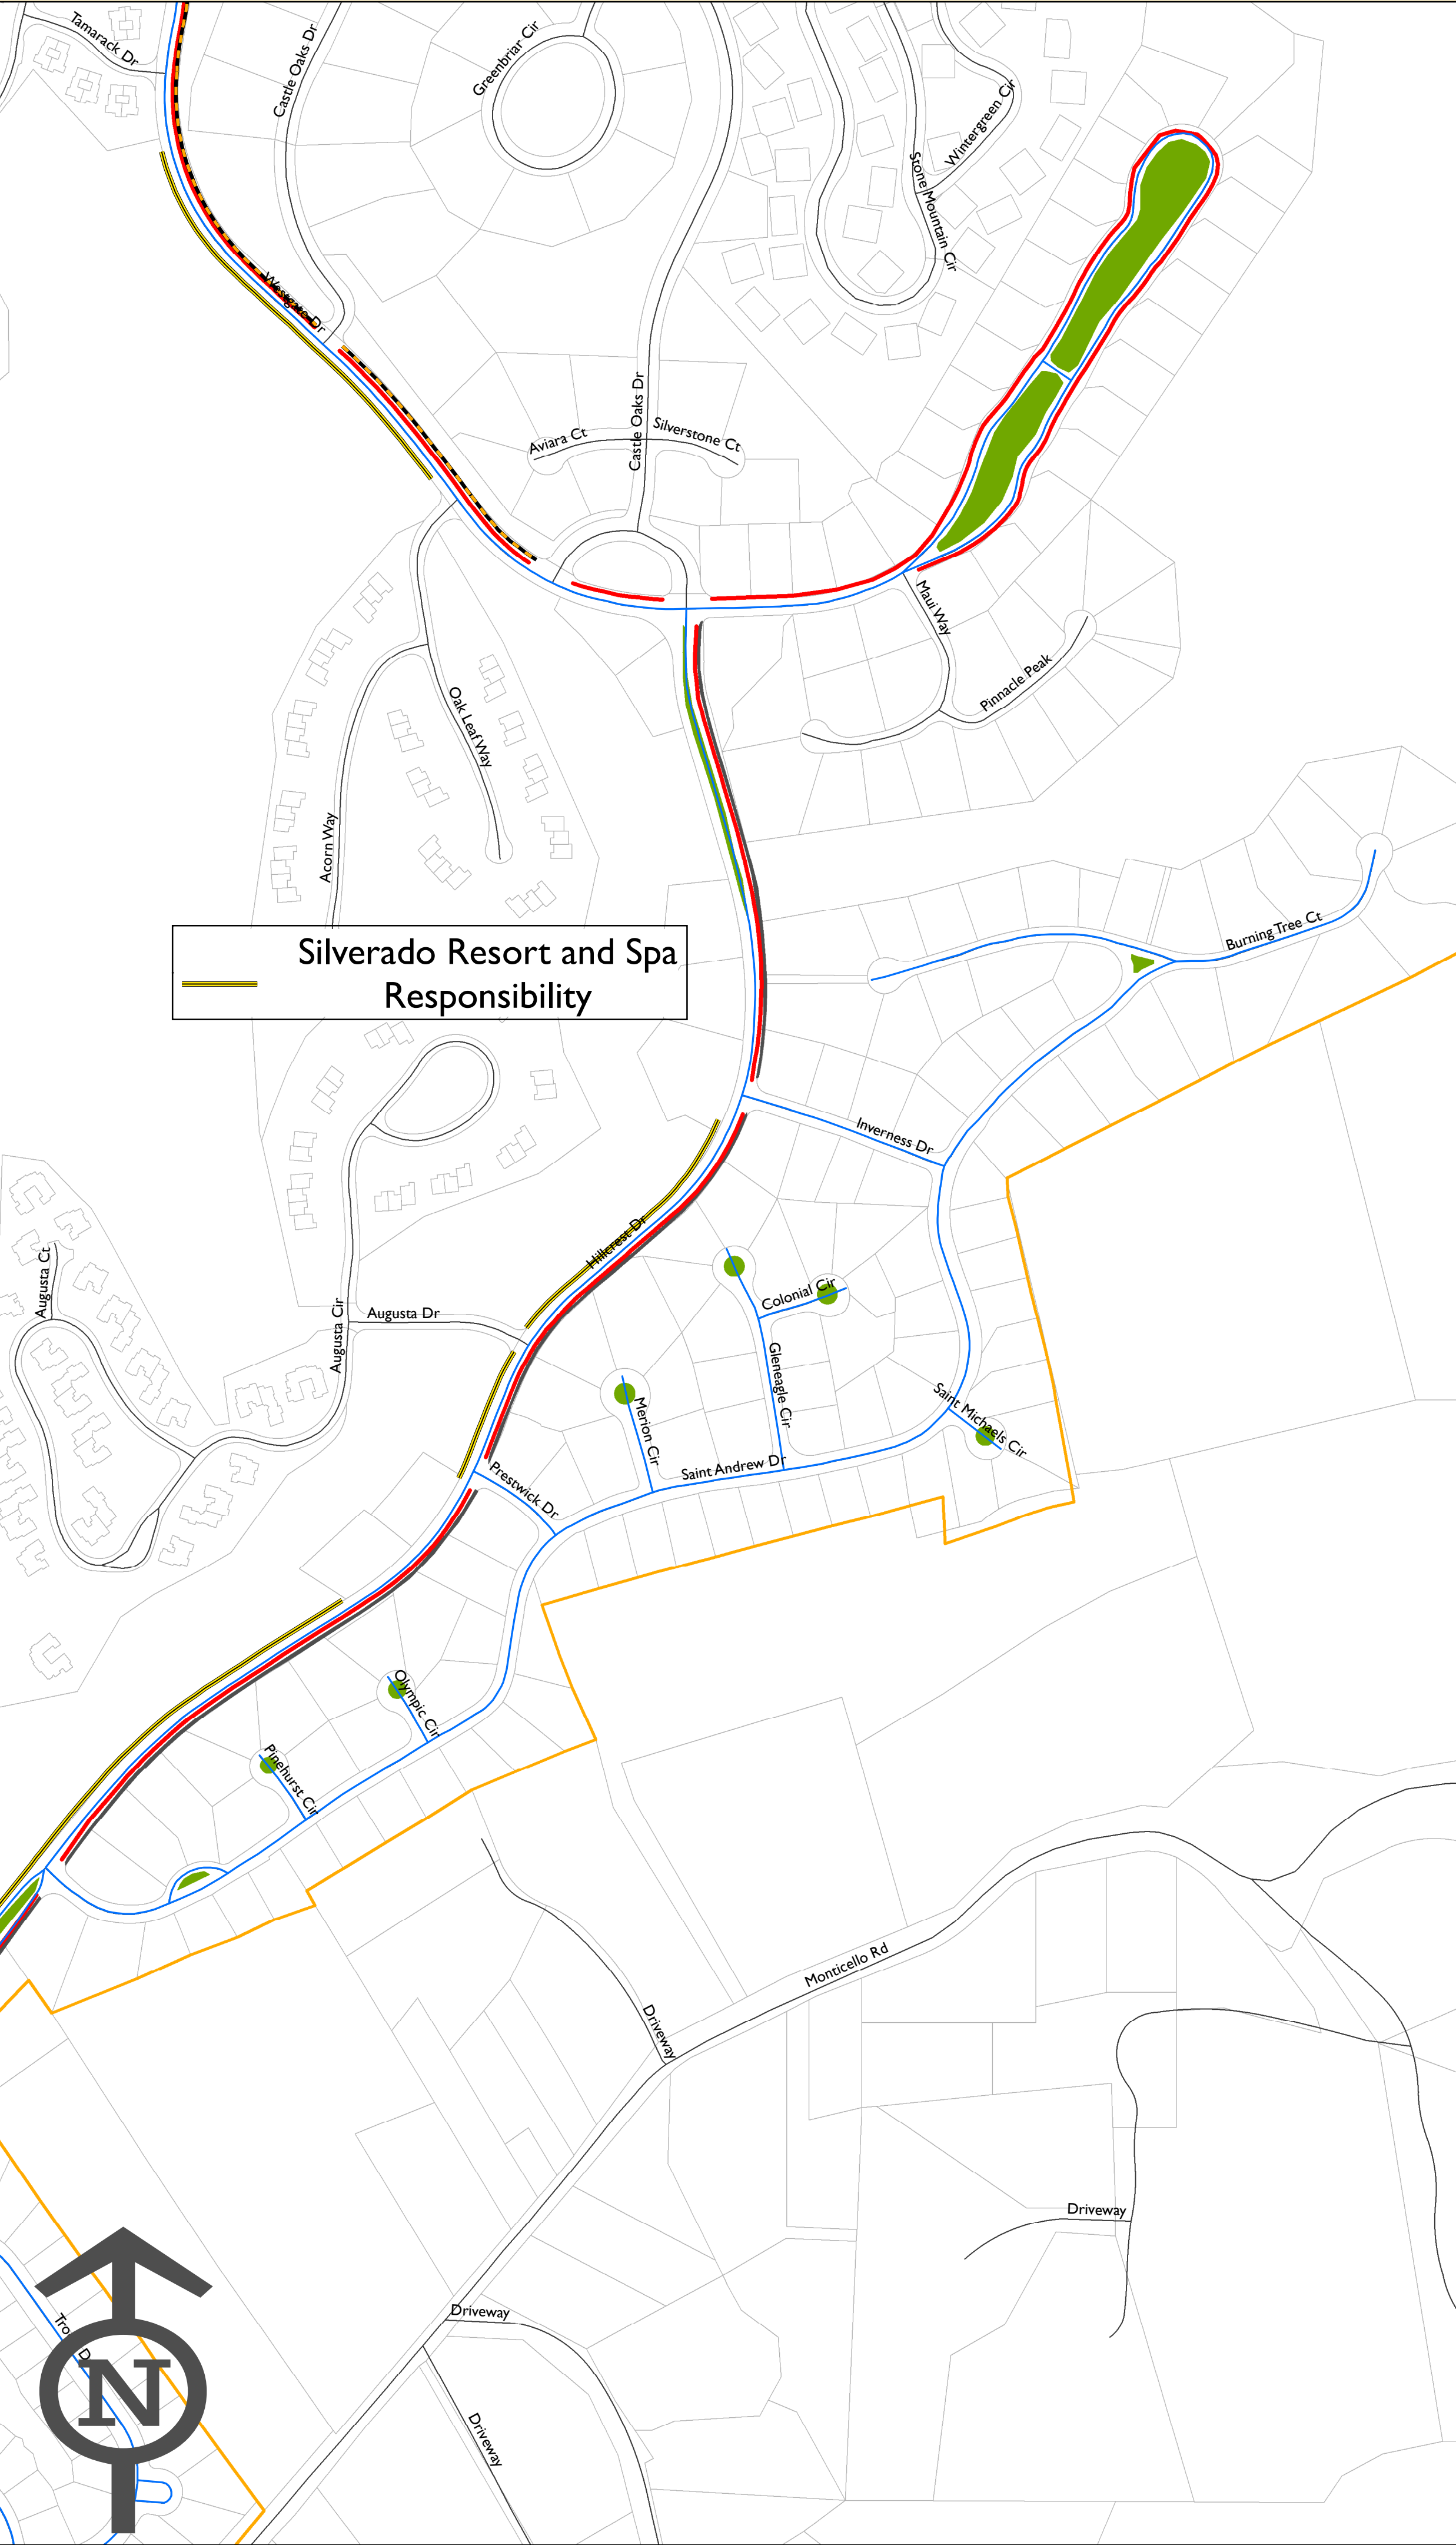 Tamarack Dr
Castle Oaks Dr
Greenbriar Cir
Wintergreen Cir
Stone Mountain Cir
Westgate Dr
Castle Oaks Dr
Aviara Ct
Silverstone Ct
Maui Way
Pinnacle Peak
Oak Leaf Way
Acorn Way
Burning Tree Ct
Silverado Resort and Spa
Responsibility
Inverness Dr
Hillcrest Dr
Augusta Ct
Augusta Cir
Augusta Dr
Colonial Cir
Gleneagle Cir
Merion Cir
Saint Michaels Cir
Saint Andrew Dr
Prestwick Dr
Olympic Cir
Pinehurst Cir
Monticello Rd
Driveway
Driveway
Driveway
Driveway
N